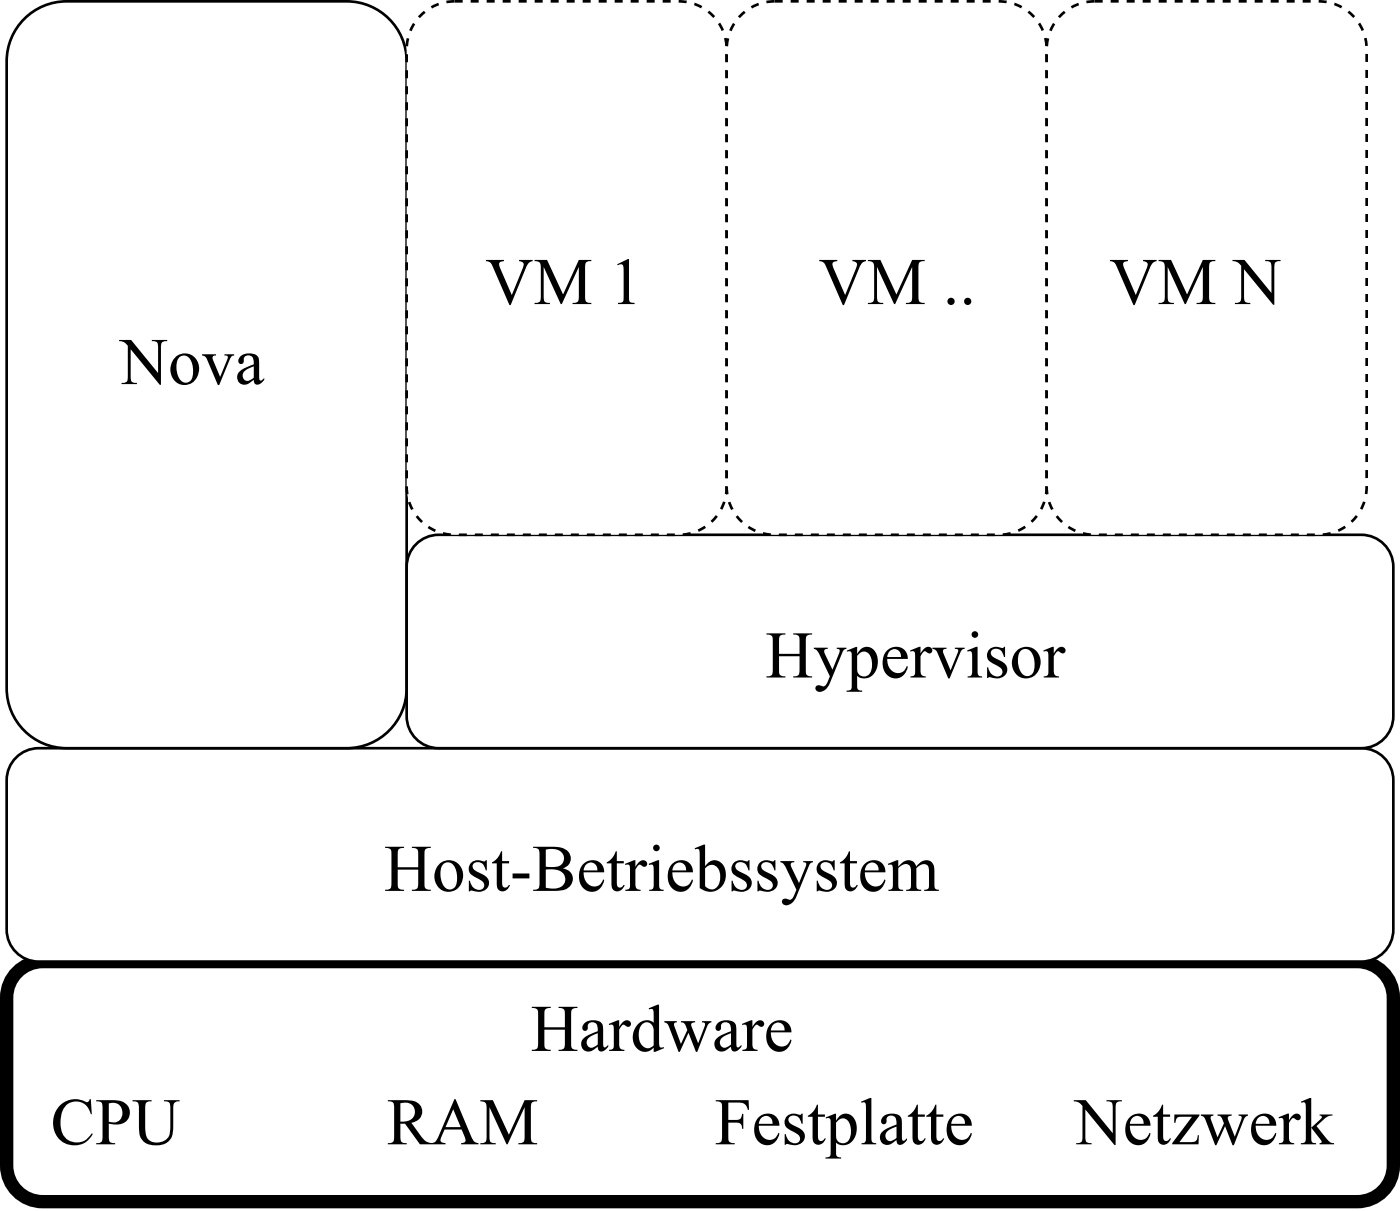 VM 1
VM ..
VM N
Nova
Hypervisor
Host-Betriebssystem
Hardware
CPU
RAM
Festplatte
Netzwerk